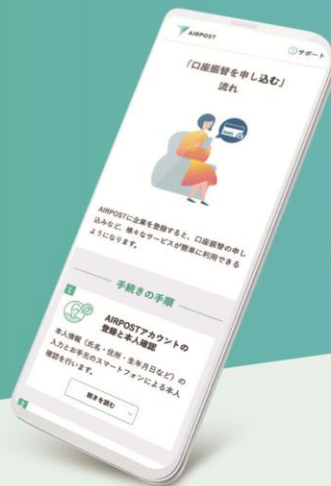 AIRPOST
サポート
「口座振替を申し込む」
流れ
AIRPOSTに企業を登録すると、口座振替の申し
込みなど、様々なサービスが簡単に利用できる
ようになります。
手続きの手順
1
AIRPOSTアカウントの
登録と本人確認
本人情報（氏名・住所・生年月日など）の
入力とお手元のスマートフォンによる本人
確認を行います。
続きを読む
2